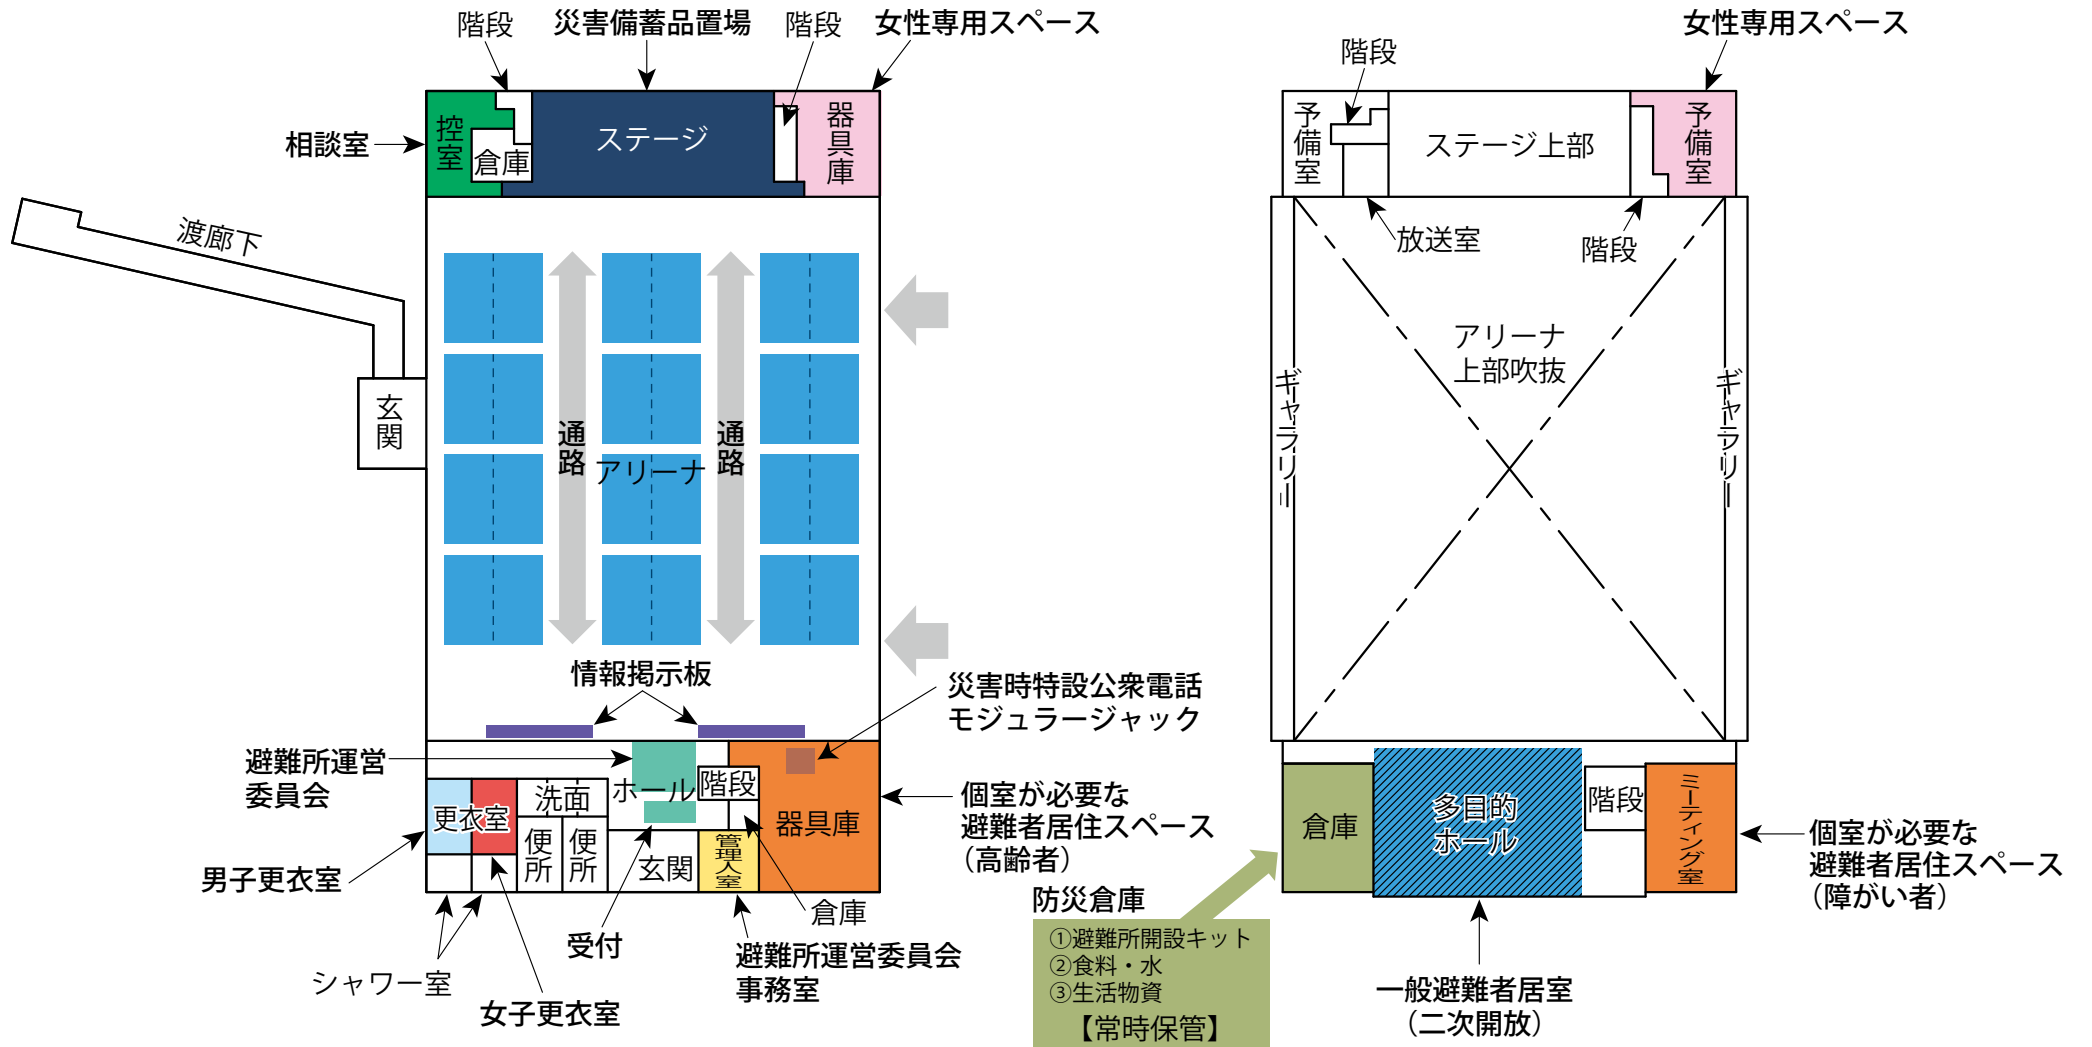 階段
災害備蓄品置場
階段
女性専用スペース
控室
倉庫
ステージ
器具庫
相談室
渡廊下
玄関
通路
アリーナ
通路
情報掲示板
災害時特設公衆電話
モジュラージャック
避難所運営
委員会
ホール
階段
洗面
更衣室
便所
便所
玄関
管理人室
器具庫
個室が必要な
避難者居住スペース
(高齢者)
男子更衣室
シャワー室
女子更衣室
受付
倉庫
避難所運営委員会
事務室
女性専用スペース
階段
予備室
ステージ上部
予備室
放送室
階段
アリーナ
上部吹抜
ギャラリー
ギャラリー
倉庫
多目的
ホール
階段
ミーティング室
個室が必要な
避難者居住スペース
(障がい者)
防災倉庫
①避難所開設キット
②食料・水
③生活物資
【常時保管】
一般避難者居室
(二次開放)